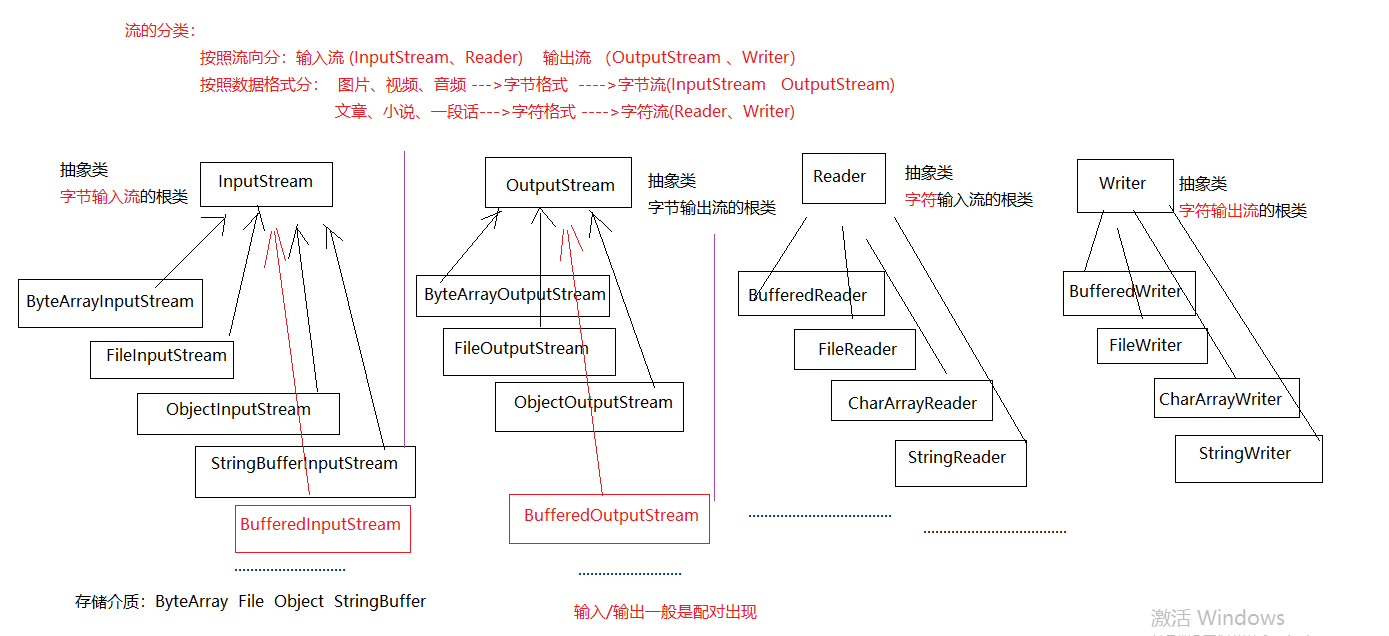 流的分类：
按照流向分：输入流 (InputStream、Reader) 输出流 （OutputStream 、Writer）
按照数据格式分： 图片、视频、音频 --->字节格式 ---->字节流(InputStream OutputStream)
文章、小说、一段话--->字符格式 ---->字符流(Reader、Writer)
抽象类
字节输入流的根类
InputStream
ByteArrayInputStream
FileInputStream
ObjectInputStream
StringBufferInputStream
BufferedInputStream
............................
存储介质：ByteArray File Object StringBuffer
OutputStream
抽象类
字节输出流的根类
ByteArrayOutputStream
FileOutputStream
ObjectOutputStream
BufferedOutputStream
..........................
输入/输出一般是配对出现
Reader
抽象类
字符输入流的根类
BufferedReader
FileReader
CharArrayReader
StringReader
....................................
....................................
Writer
抽象类
字符输出流的根类
BufferedWriter
FileWriter
CharArrayWriter
StringWriter
激活 Windows